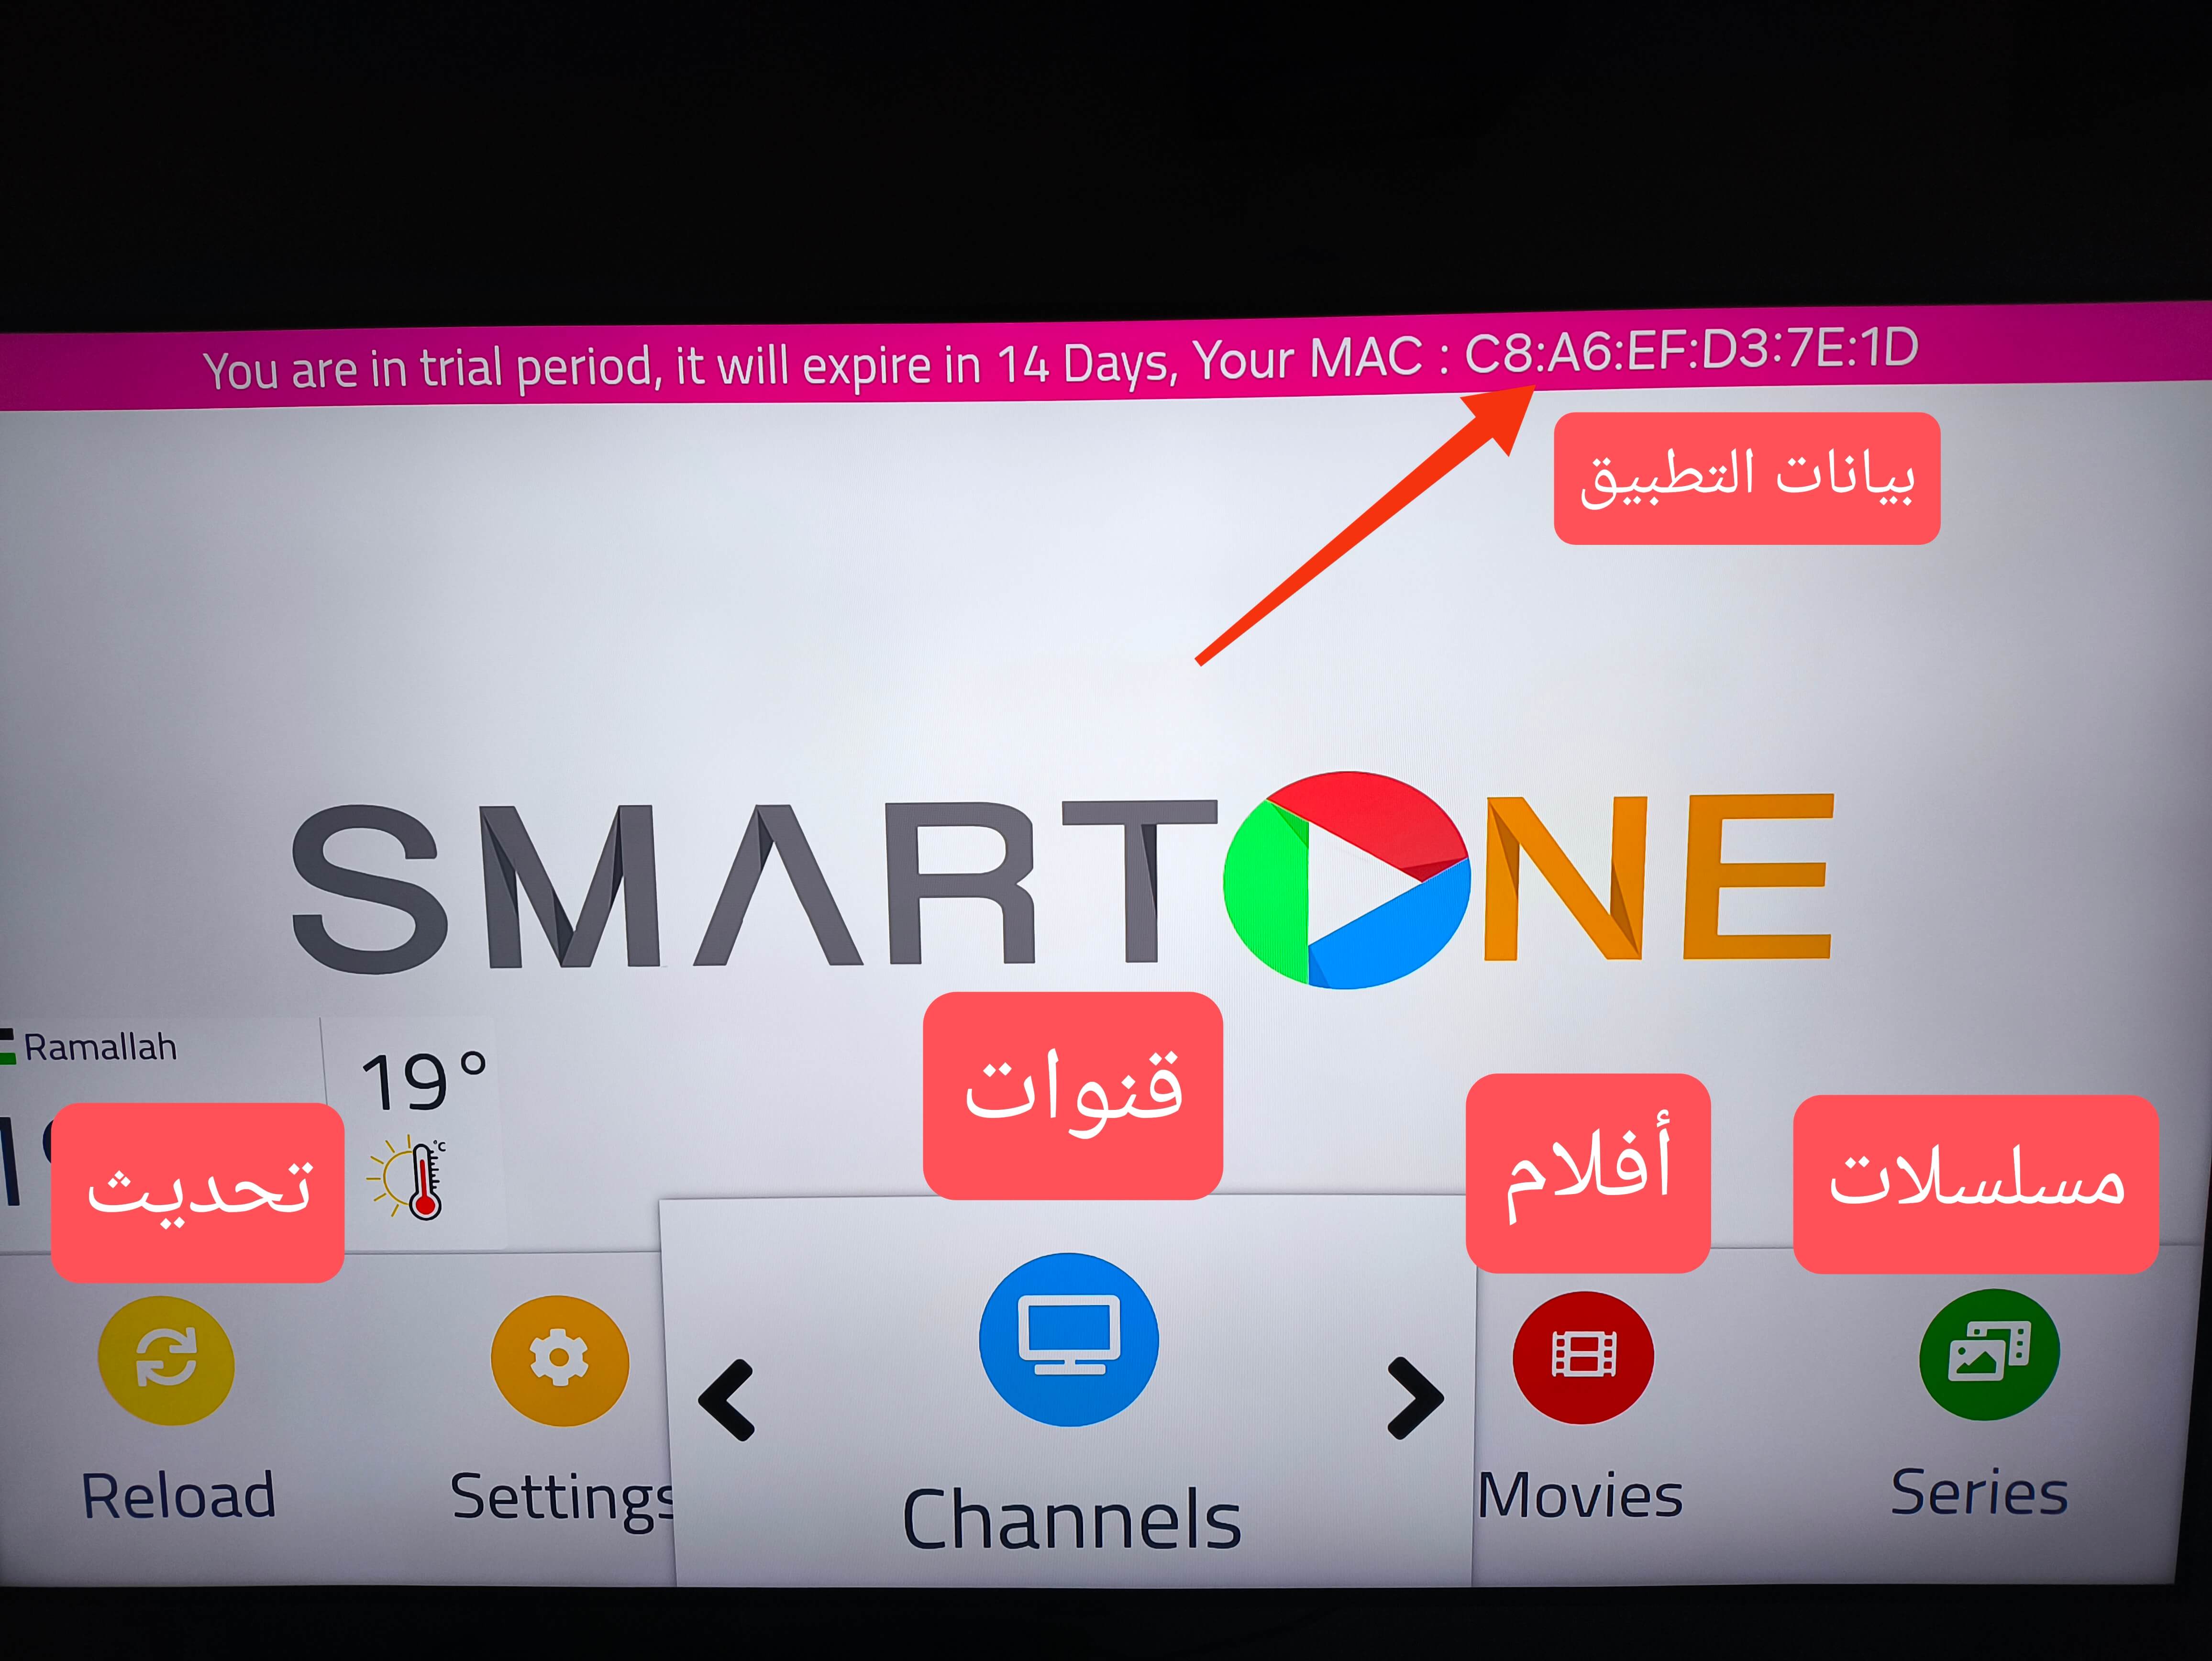 You are in trial period, it will expire in 14 Days, Your MAC : C8:A6:EF:D3:7E:1D
بيانات التطبيق
SMARTONE
Ramallah
19°
°C
قنوات
أفلام
مسلسلات
تحديث
Reload
Settings
Channels
Movies
Series